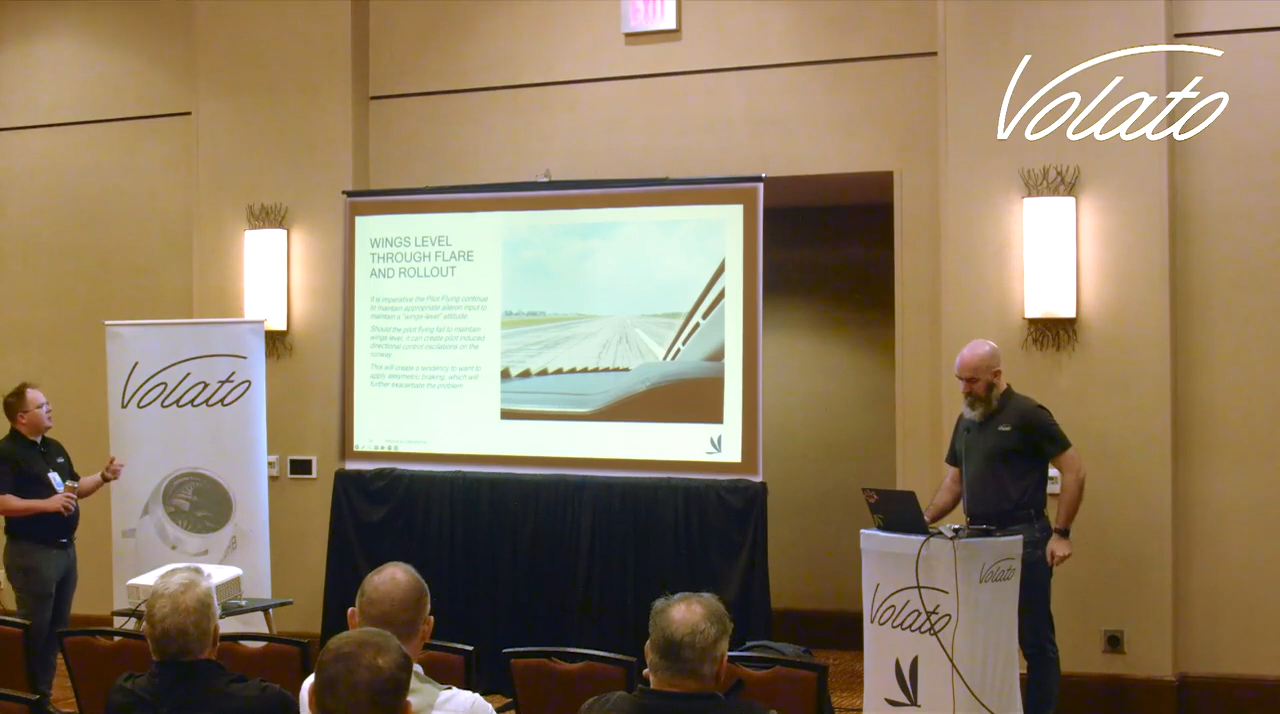 EXIT
Volato
WINGS LEVEL
THROUGH FLARE
AND ROLLOUT
It is imperative the Pilot Flying continue
to maintain appropriate aileron input to
maintain a "wings-level" attitude.
Should the pilot flying fail to maintain
wings level, it can create pilot induced
directional control oscillations on the
runway
This will create a tendency to want to
apply assymetric braking, which will
further exacerbate the problem
Volato
Volato
Volato